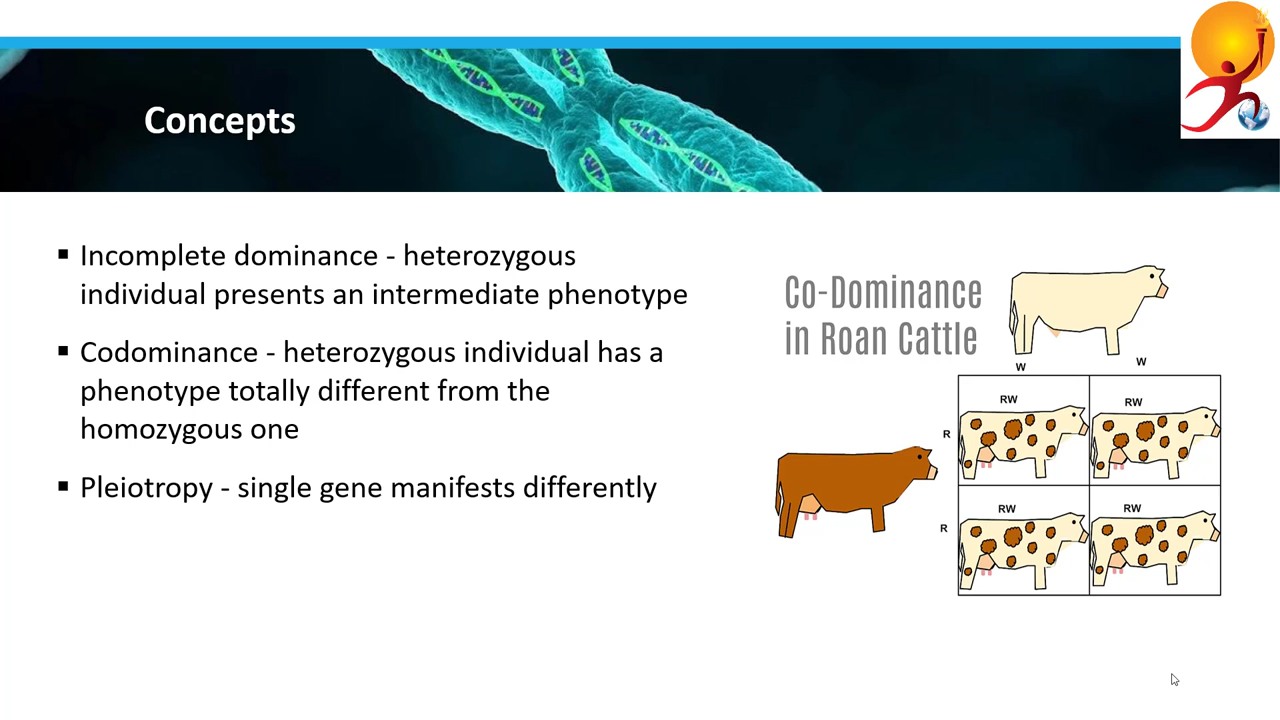 Concepts
▪ Incomplete dominance - heterozygous
individual presents an intermediate phenotype
▪ Codominance - heterozygous individual has a
phenotype totally different from the
homozygous one
▪ Pleiotropy - single gene manifests differently
Co-Dominance
in Roan Cattle
W W
RW RW
R
RW RW
R